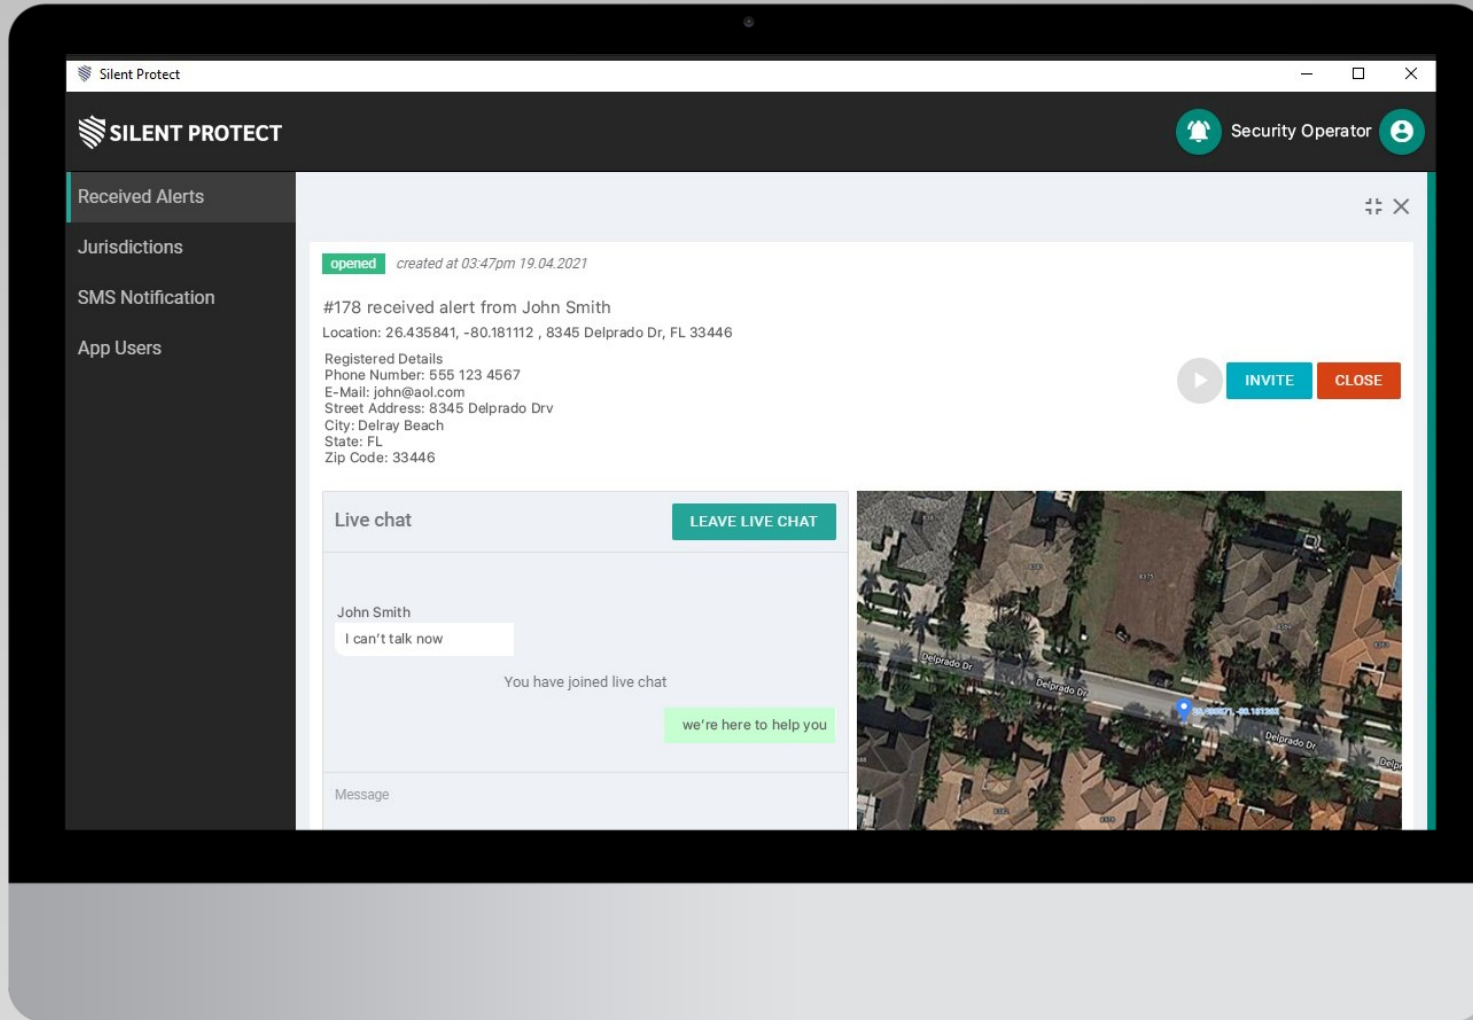 Silent Protect
SILENT PROTECT
Security Operator
Received Alerts
Jurisdictions
SMS Notification
App Users
opened created at 03:47pm 19.04.2021
#178 received alert from John Smith
Location: 26.435841, -80.181112 , 8345 Delprado Dr, FL 33446
Registered Details
Phone Number: 555 123 4567
E-Mail: john@aol.com
Street Address: 8345 Delprado Drv
City: Delray Beach
State: FL
Zip Code: 33446
INVITE CLOSE
Live chat
LEAVE LIVE CHAT
John Smith
I can't talk now
You have joined live chat
we're here to help you
Message
8375
Delprado Dr
Delprado Dr
Delprado Dr